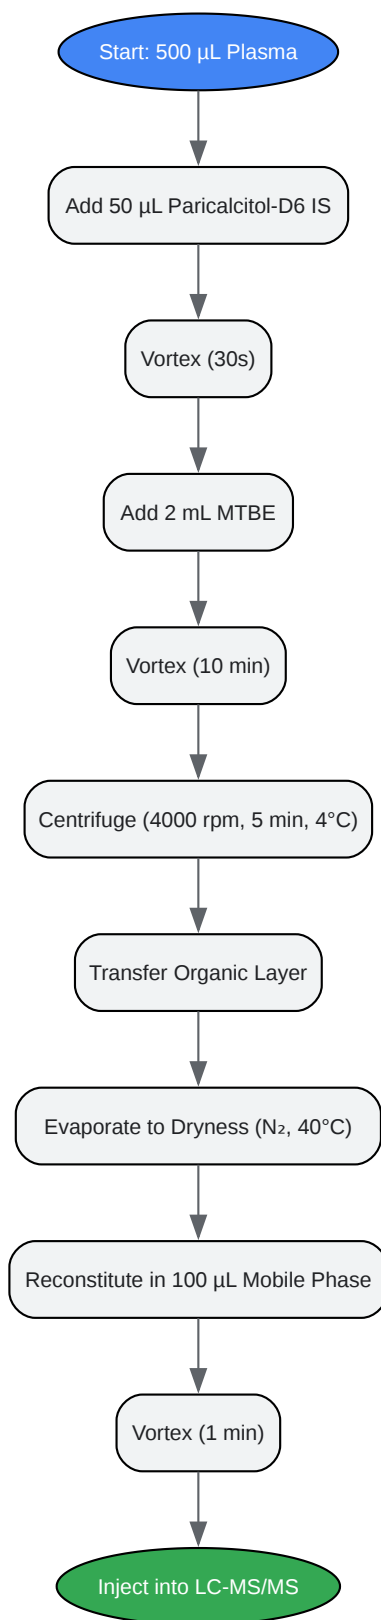 Start: 500 µL Plasma
Add 50 µL Paricalcitol-D6 IS
Vortex (30s)
Add 2 mL MTBE
Vortex (10 min)
Centrifuge (4000 rpm, 5 min, 4°C)
Transfer Organic Layer
Evaporate to Dryness (N₂, 40°C)
Reconstitute in 100 µL Mobile Phase
Vortex (1 min)
Inject into LC-MS/MS